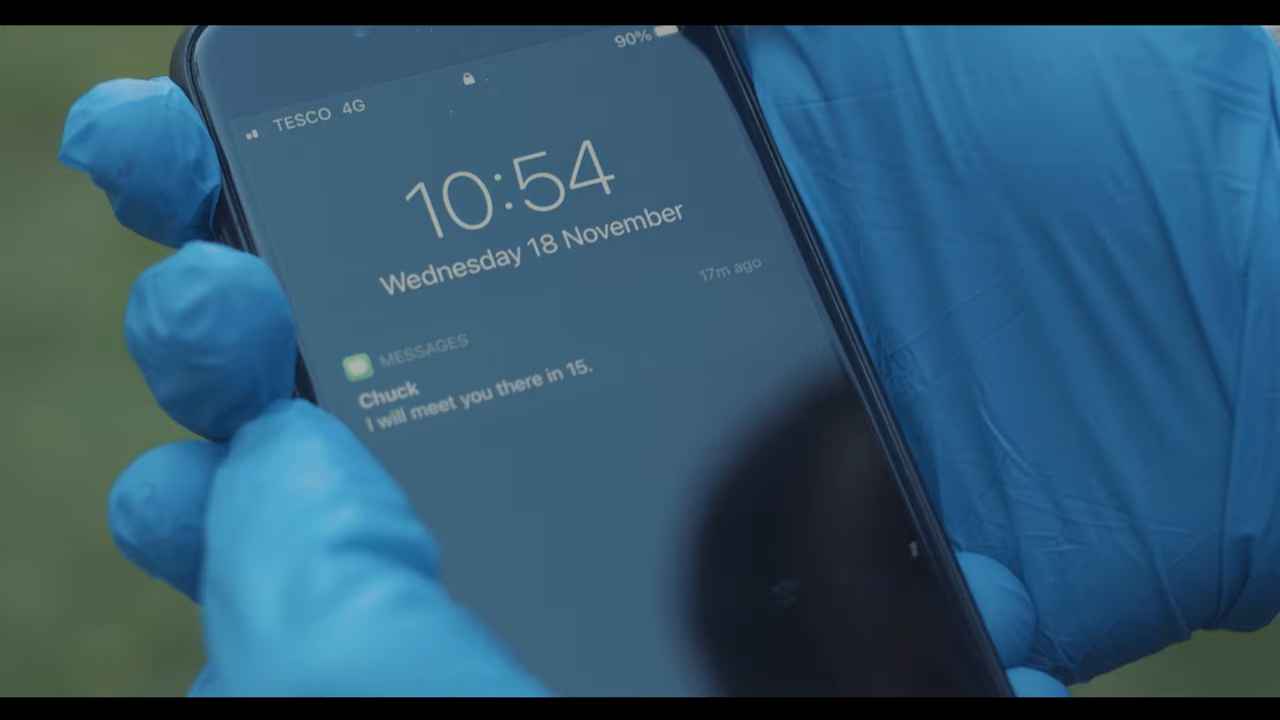 TESCO 4G
90%
10:54
Wednesday 18 November
17m ago
MESSAGES
Chuck
I will meet you there in 15.